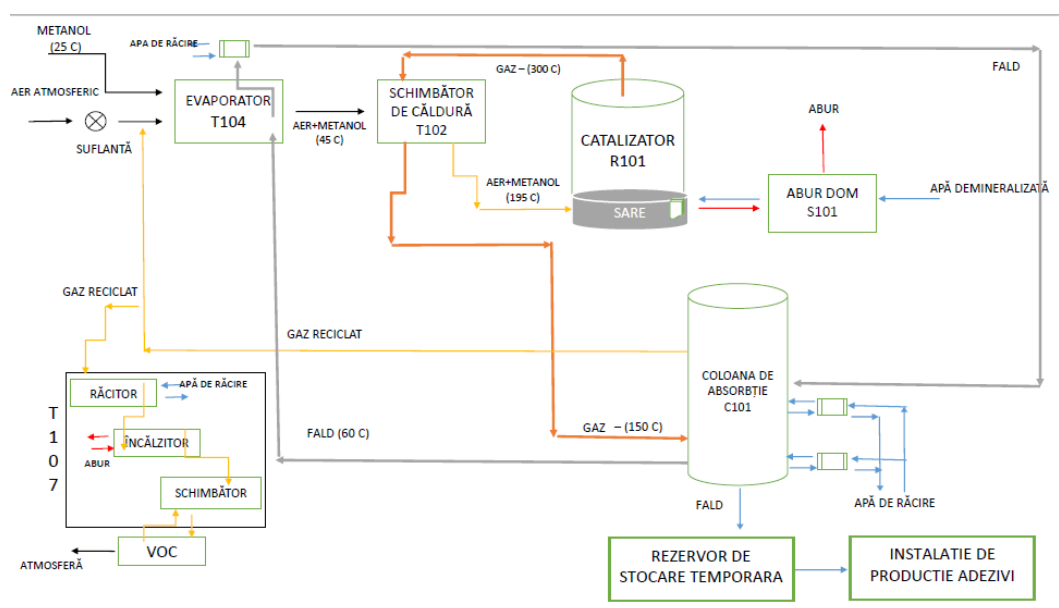 METANOL
(25 C)
APA DE RĂCIRE
GAZ – (300 C)
FALD
AER ATMOSFERIC
EVAPORATOR
T104
SCHIMBĂTOR
DE CĂLDURĂ
T102
AER+METANOL
(45 C)
SUFLANTĂ
CATALIZATOR
R101
ABUR
AER+METANOL
(195 C)
SARE
ABUR DOM
S101
APĂ DEMINERALIZATĂ
GAZ RECICLAT
GAZ RECICLAT
COLOANA DE
ABSORBȚIE
C101
RĂCITOR
APĂ DE RĂCIRE
T
1
0
7
ÎNCĂLZITOR
ABUR
FALD (60 C)
GAZ – (150 C)
SCHIMBĂTOR
FALD
APĂ DE RĂCIRE
VOC
ATMOSFERĂ
REZERVOR DE
STOCARE TEMPORARA
INSTALATIE DE
PRODUCTIE ADEZIVI